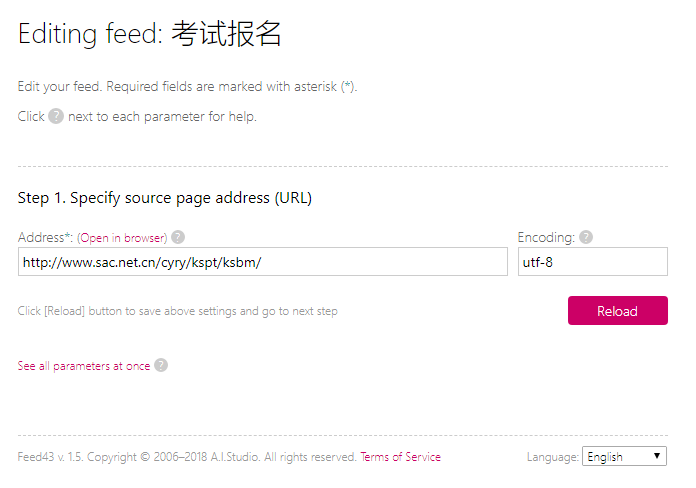 Editing feed: 考试报名
Edit your feed. Required fields are marked with asterisk (*).
Click ? next to each parameter for help.
Step 1. Specify source page address (URL)
Address*: (Open in browser) ? Encoding: ?
http://www.sac.net.cn/cyry/kspt/ksbm/ utf-8
Click [Reload] button to save above settings and go to next step Reload
See all parameters at once ?
Feed43 v. 1.5. Copyright © 2006–2018 A.I.Studio. All rights reserved. Terms of Service Language: English